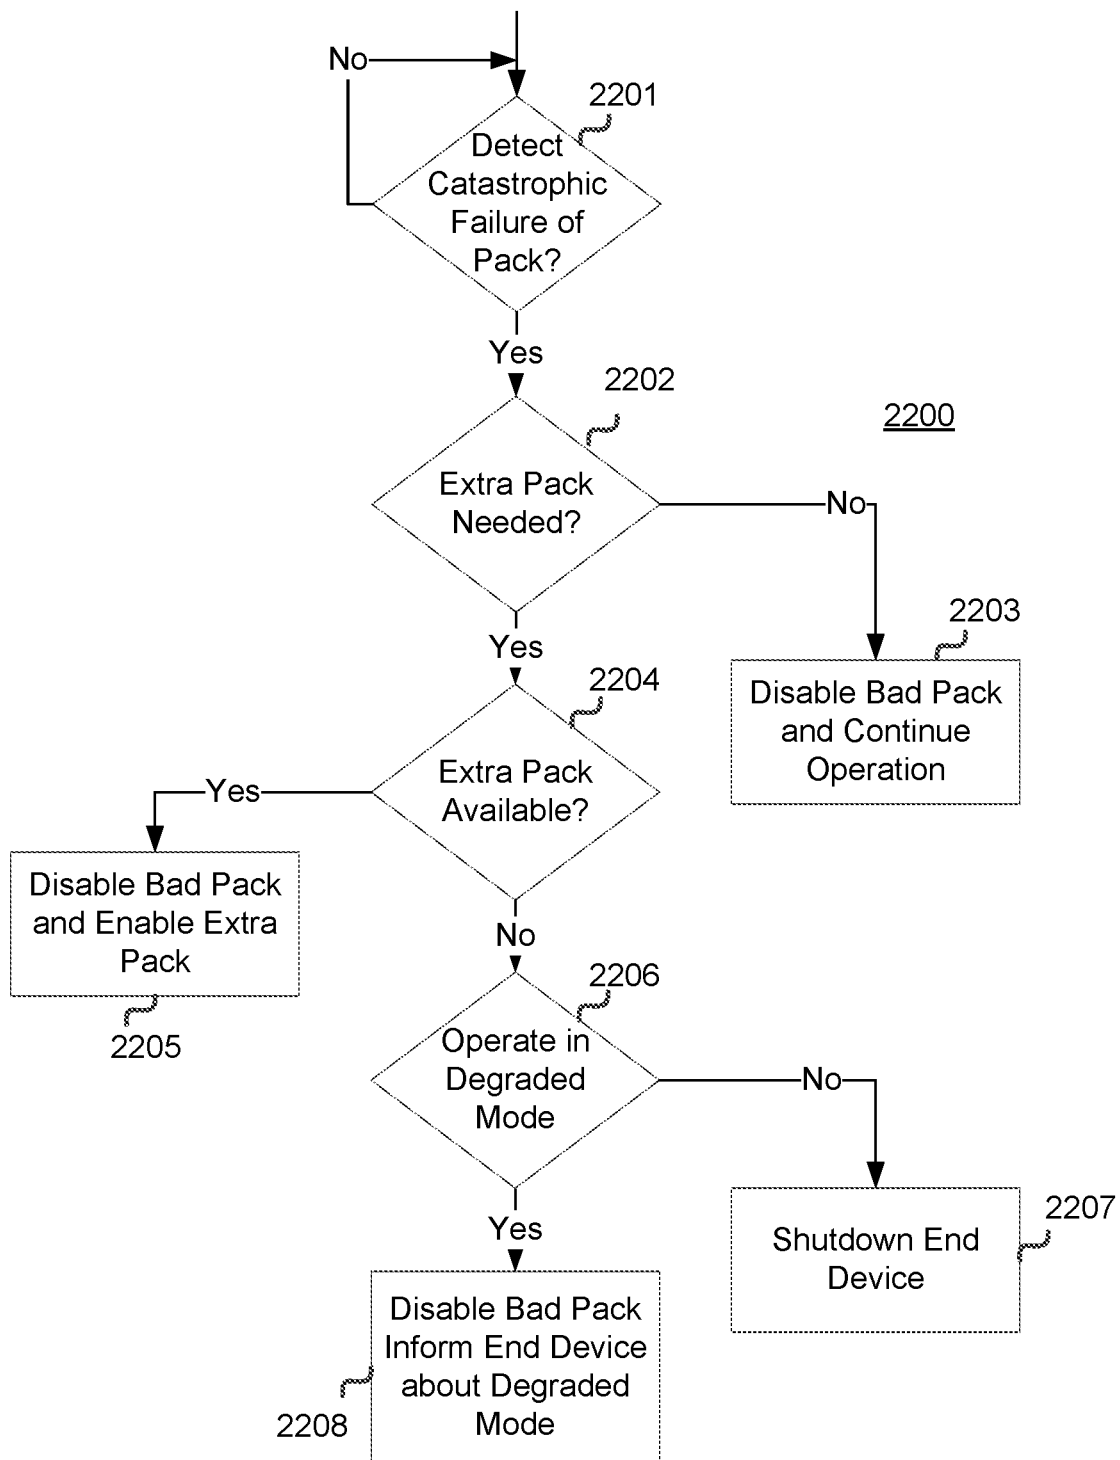 No
2201
Detect
Catastrophic
Failure of
Pack?
Yes
2202
2200
Extra Pack
Needed?
No
Yes
2203
Disable Bad Pack
and Continue
Operation
2204
Extra Pack
Available?
Yes
Disable Bad Pack
and Enable Extra
Pack
2205
No
2206
Operate in
Degraded
Mode
No
Yes
2207
Shutdown End
Device
Disable Bad Pack
Inform End Device
about Degraded
Mode
2208